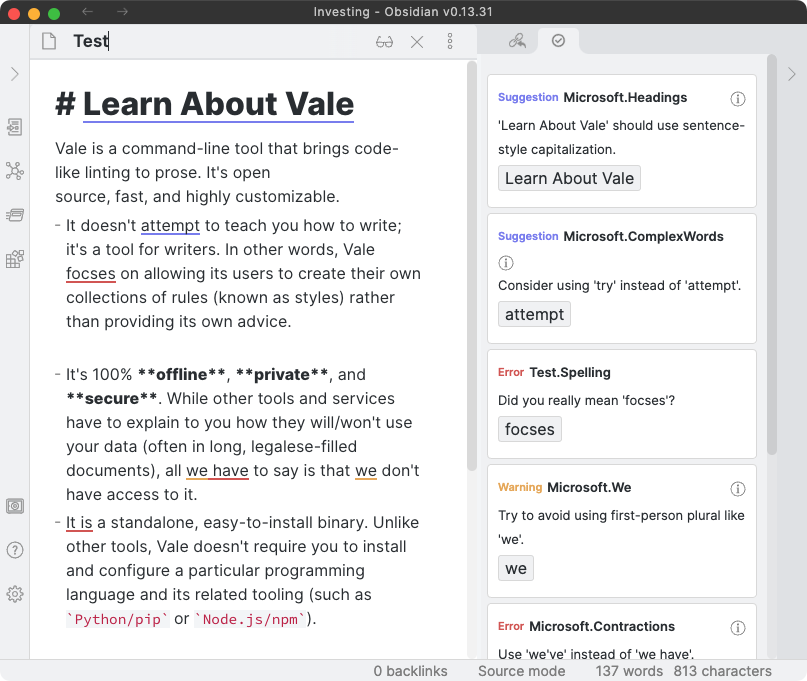 Investing - Obsidian v0.13.31
Test
# Learn About Vale
Vale is a command-line tool that brings code-
like linting to prose. It's open
source, fast, and highly customizable.
- It doesn't attempt to teach you how to write;
it's a tool for writers. In other words, Vale
focses on allowing its users to create their own
collections of rules (known as styles) rather
than providing its own advice.
- It's 100% **offline**, **private**, and
**secure**. While other tools and services
have to explain to you how they will/won't use
your data (often in long, legalese-filled
documents), all we have to say is that we don't
have access to it.
- It is a standalone, easy-to-install binary. Unlike
other tools, Vale doesn't require you to install
and configure a particular programming
language and its related tooling (such as
`Python/pip` or `Node.js/npm`).
Suggestion Microsoft.Headings
'Learn About Vale' should use sentence-
style capitalization.
Learn About Vale
Suggestion Microsoft.ComplexWords
Consider using 'try' instead of 'attempt'.
attempt
Error Test.Spelling
Did you really mean 'focses'?
focses
Warning Microsoft.We
Try to avoid using first-person plural like
'we'.
we
Error Microsoft.Contractions
Use 'we've' instead of 'we have'.
0 backlinks Source mode 137 words 813 characters